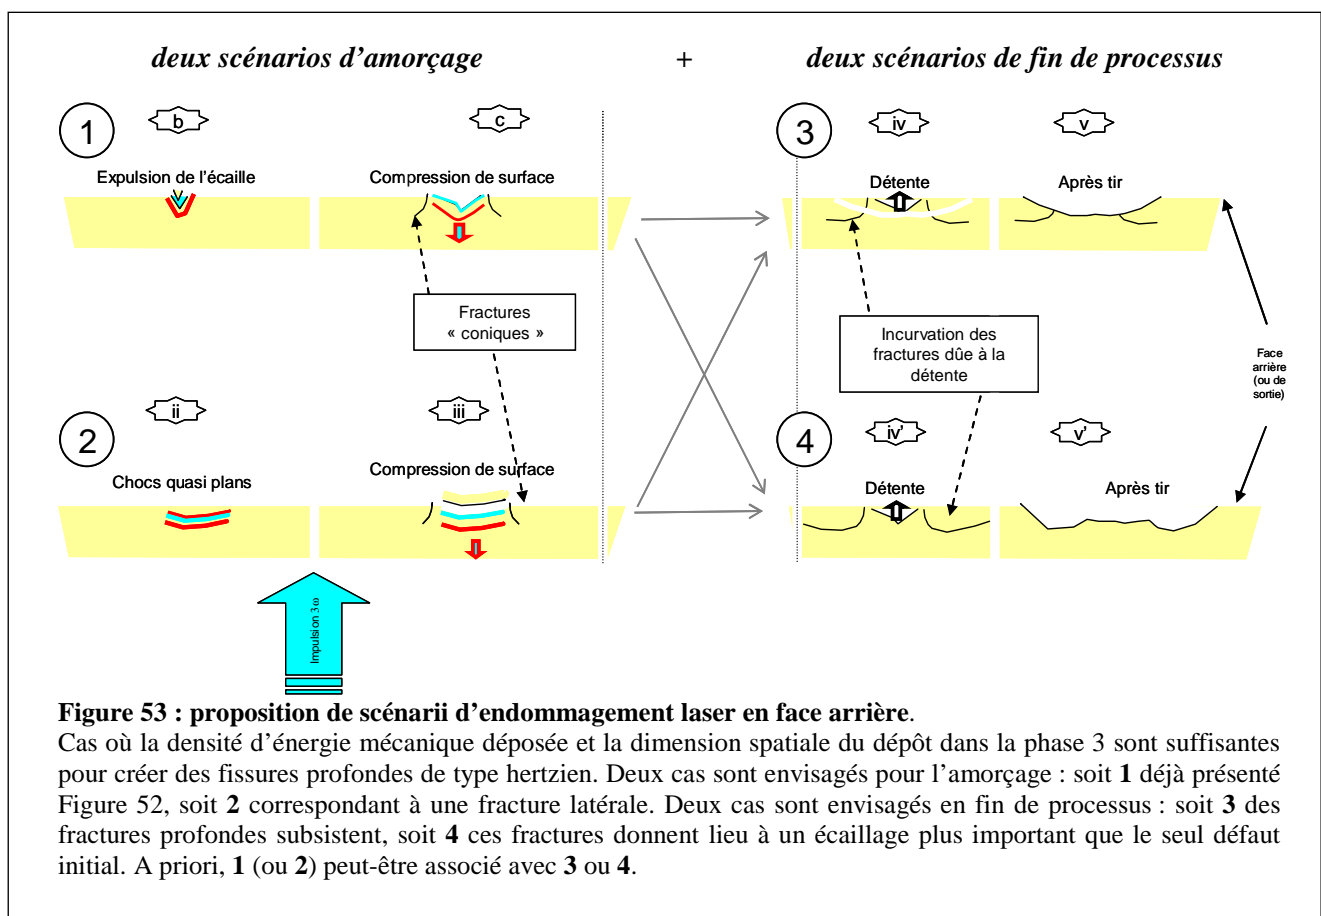 deux scénarios d’amorçage + deux scénarios de fin de processus
1 b c 3 iv v
Expulsion de l’écaille Compression de surface Détente Après tir
Fractures
« coniques »
Incurvation des
fractures dûe à la
détente
Face
arrière
(ou de
sortie)
2 ii iii 4 iv’ v’
Chocs quasi plans Compression de surface Détente Après tir
Impulsion 3 ω
Figure 53 : proposition de scénarii d’endommagement laser en face arrière.
Cas où la densité d’énergie mécanique déposée et la dimension spatiale du dépôt dans la phase 3 sont suffisantes
pour créer des fissures profondes de type hertzien. Deux cas sont envisagés pour l’amorçage : soit 1 déjà présenté
Figure 52, soit 2 correspondant à une fracture latérale. Deux cas sont envisagés en fin de processus : soit 3 des
fractures profondes subsistent, soit 4 ces fractures donnent lieu à un écaillage plus important que le seul défaut
initial. A priori, 1 (ou 2) peut-être associé avec 3 ou 4.